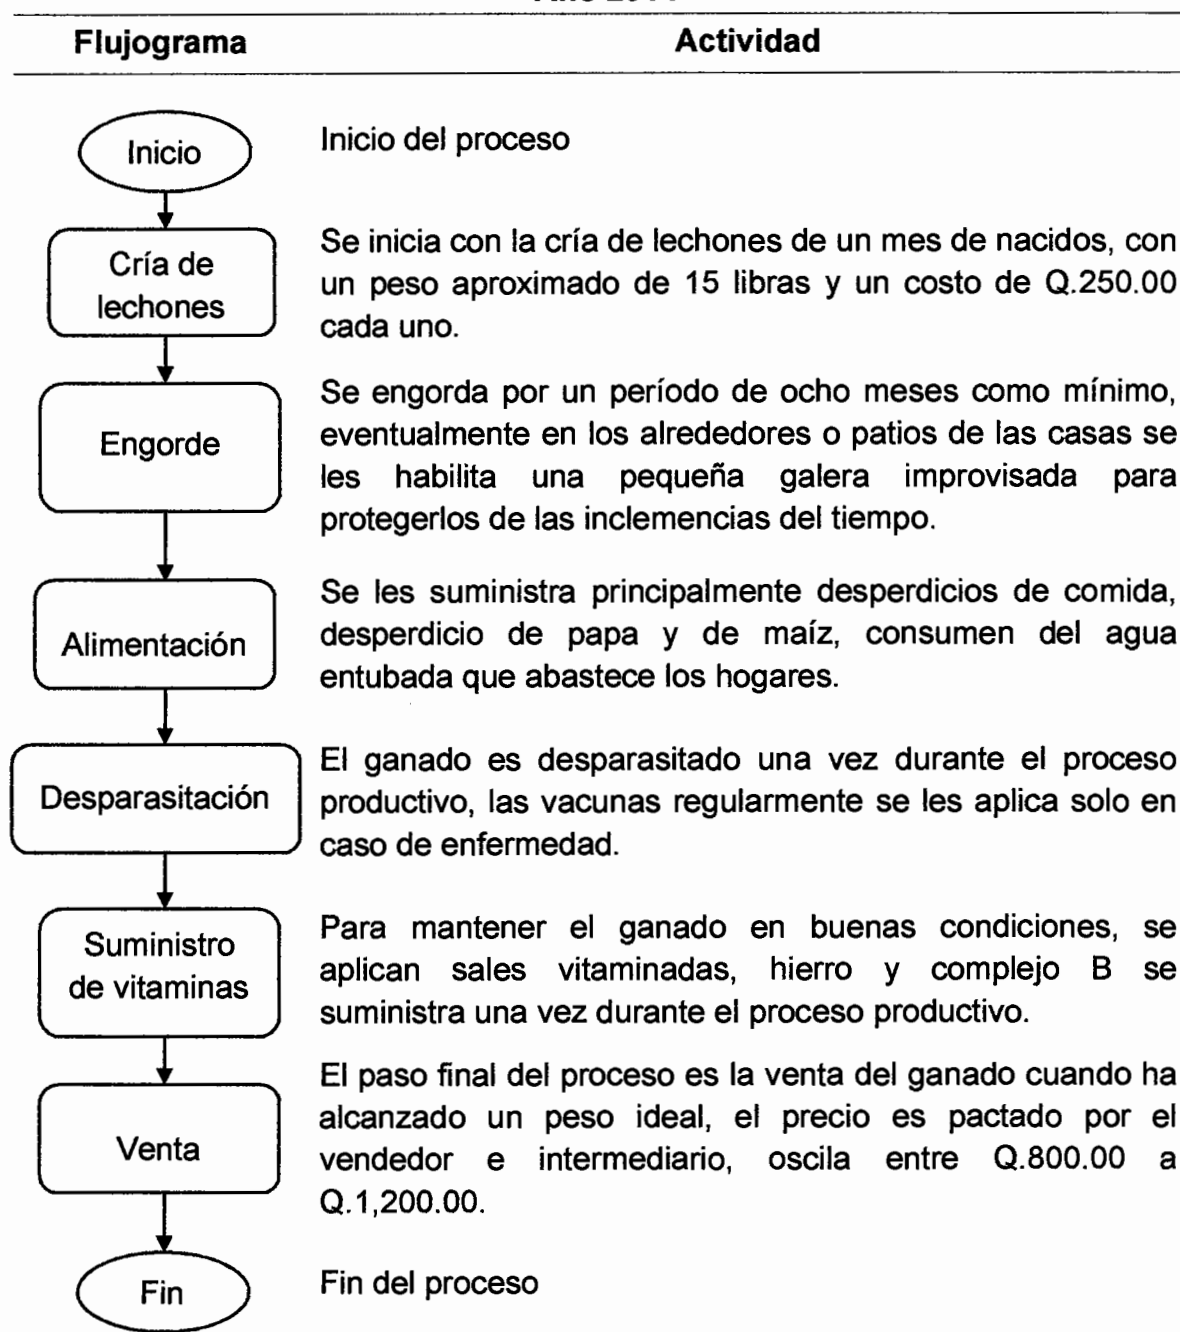 Flujograma Actividad
Inicio
Inicio del proceso
Cría de
lechones
Se inicia con la cría de lechones de un mes de nacidos, con
un peso aproximado de 15 libras y un costo de Q.250.00
cada uno.
Engorde
Se engorda por un período de ocho meses como mínimo,
eventualmente en los alrededores o patios de las casas se
les habilita una pequeña galera improvisada para
protegerlos de las inclemencias del tiempo.
Alimentación
Se les suministra principalmente desperdicios de comida,
desperdicio de papa y de maíz, consumen del agua
entubada que abastece los hogares.
Desparasitación
El ganado es desparasitado una vez durante el proceso
productivo, las vacunas regularmente se les aplica solo en
caso de enfermedad.
Suministro
de vitaminas
Para mantener el ganado en buenas condiciones, se
aplican sales vitaminadas, hierro y complejo B se
suministra una vez durante el proceso productivo.
Venta
El paso final del proceso es la venta del ganado cuando ha
alcanzado un peso ideal, el precio es pactado por el
vendedor e intermediario, oscila entre Q.800.00 a
Q.1,200.00.
Fin
Fin del proceso